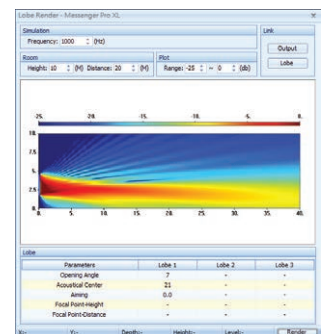 Lobe Render - Messanger Pro XL
Simulation
Link
Frequency: 1000 (Hz)
Output
Room
Plot
Height: 10 (M) Distance: 20 (M)
Range: -25 ~ 0 (db)
Lobe
-25. -20. -15. -5. 0.
10.
7.5
5.
2.5
0. 5. 10. 15. 20. 25. 30. 35. 40.
Lobe
Parameters Lobe 1 Lobe 2 Lobe 3
Opening Angle 7 - -
Acoustical Center 21 - -
Aiming 0.0 - -
Focal Point-Height - - -
Focal Point-Distance - - -
X:- Y:- Depth:- Height:- Level:- Render